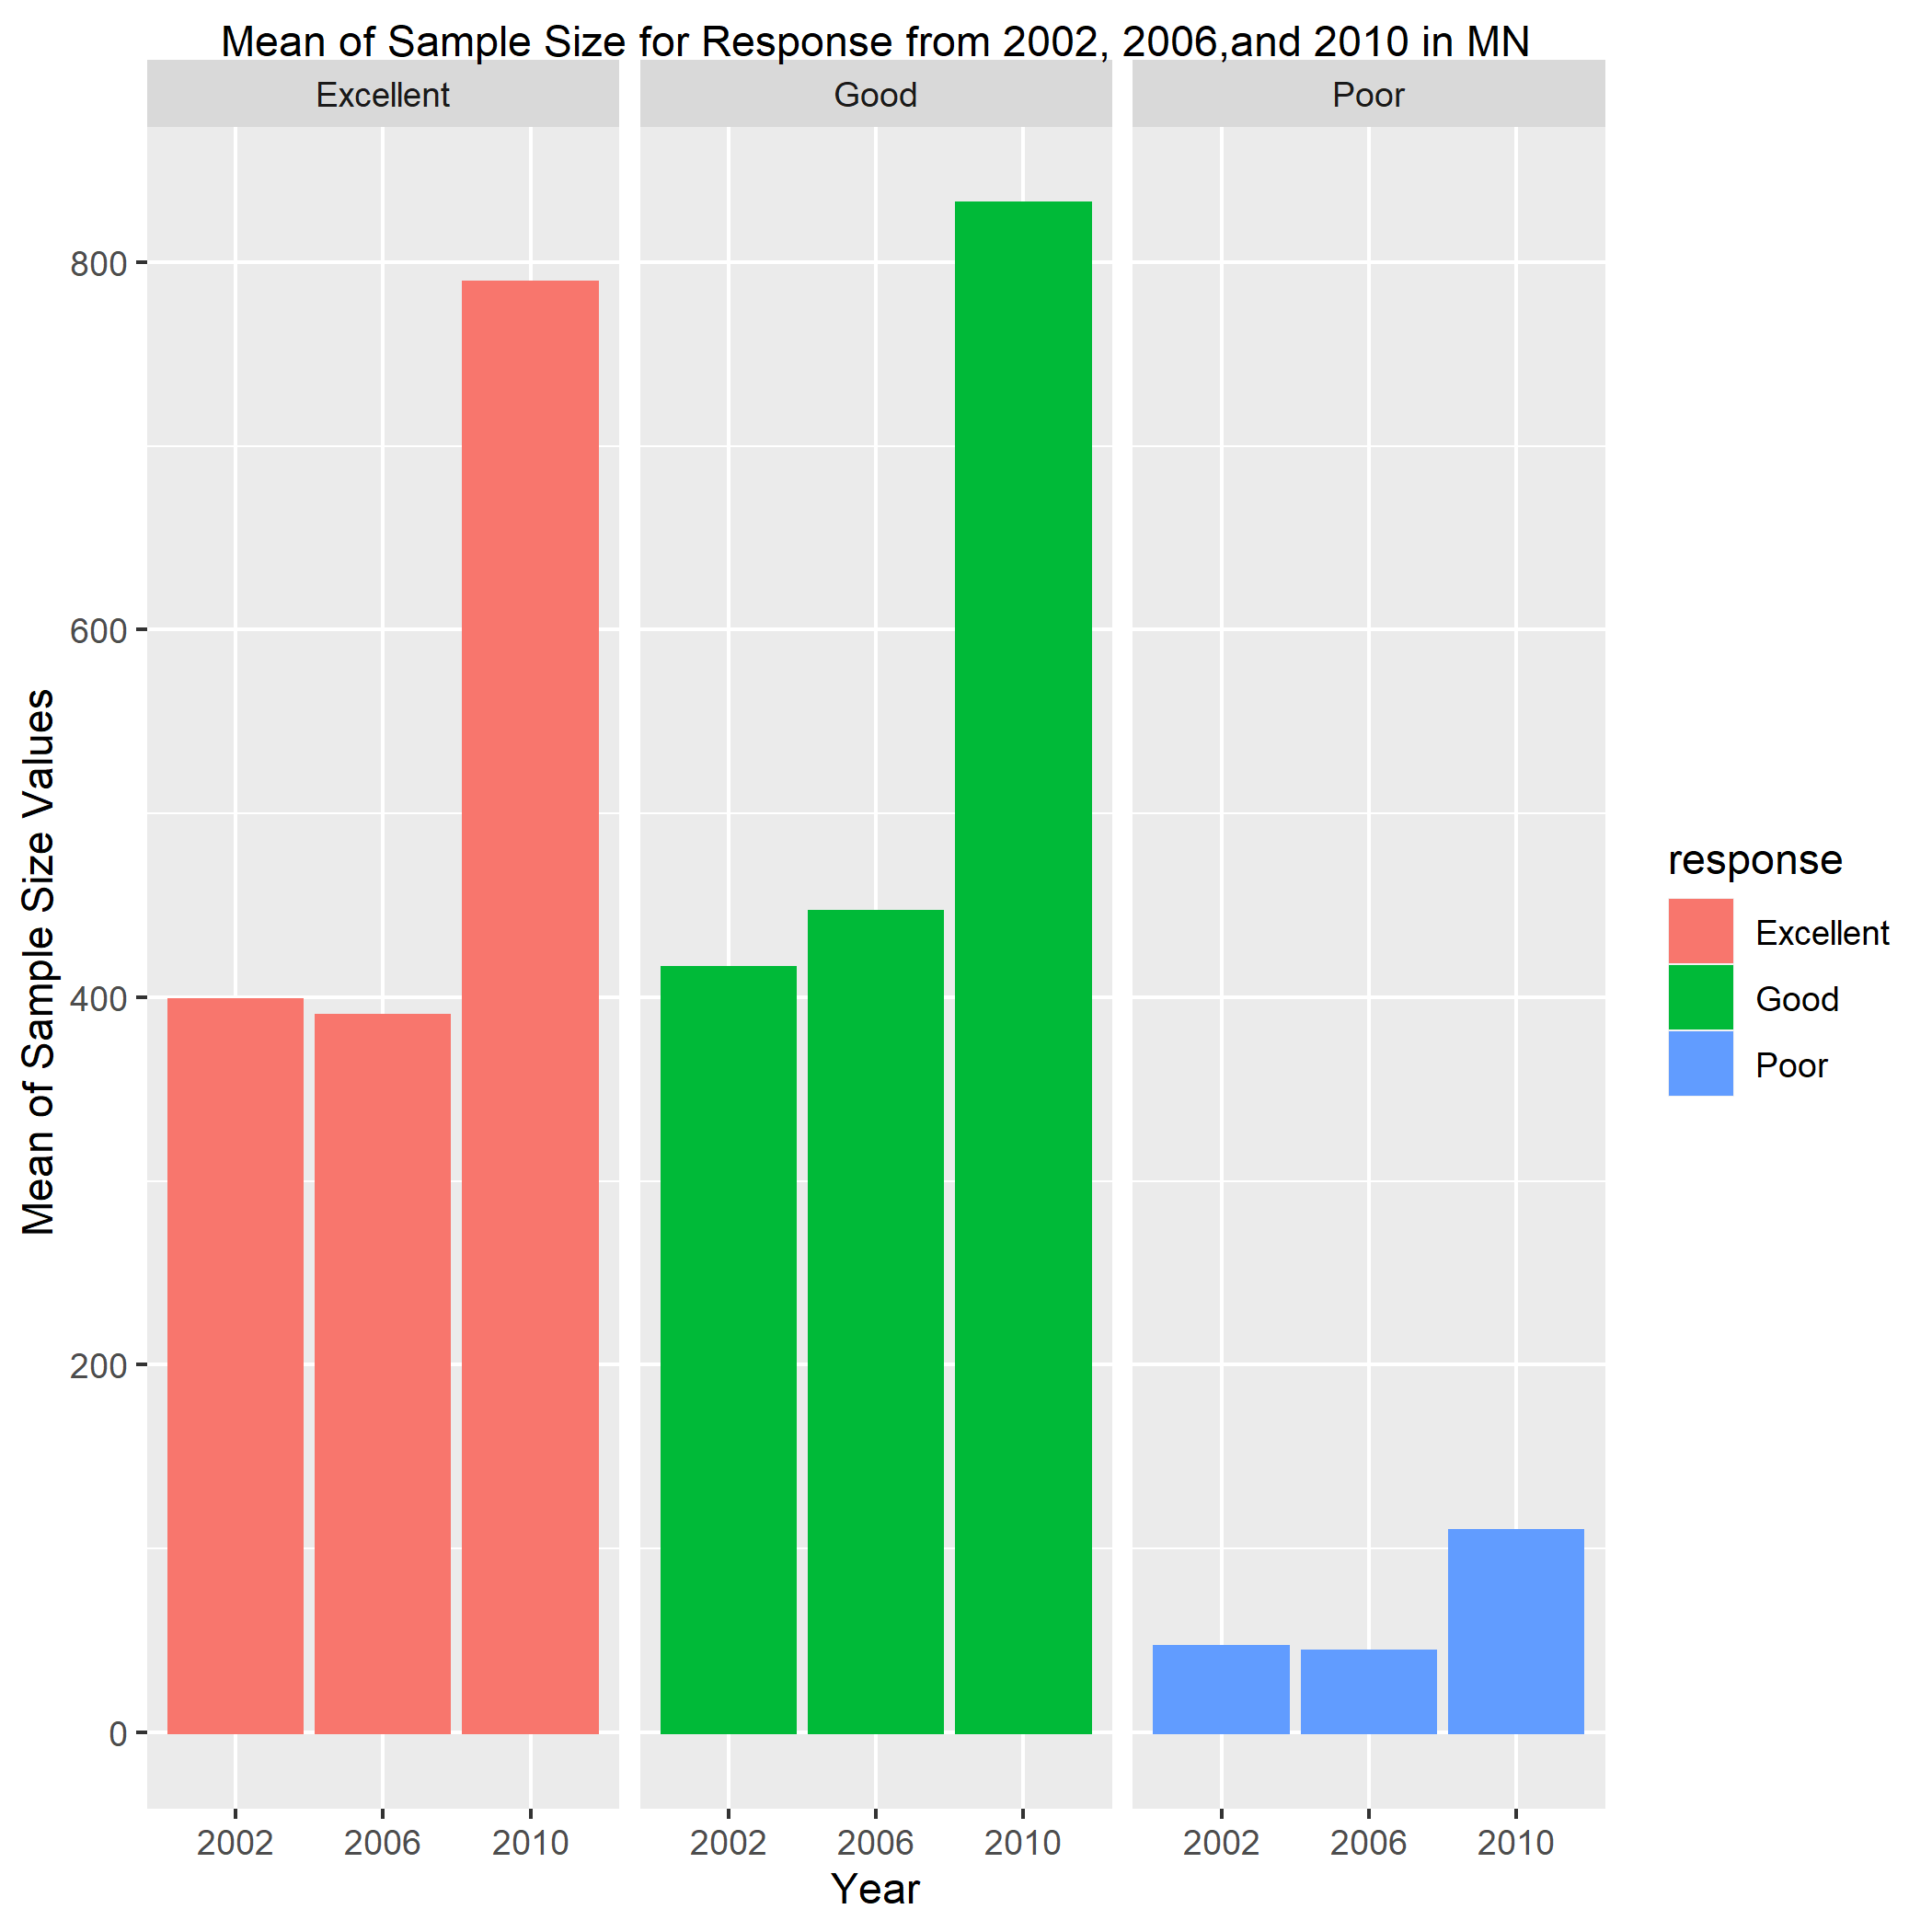 Mean of Sample Size for Response from 2002, 2006,and 2010 in MN
Excellent
Good
Poor
Mean of Sample Size Values
800
600
400
200
0
2002
2006
2010
2002
2006
2010
2002
2006
2010
Year
response
Excellent
Good
Poor